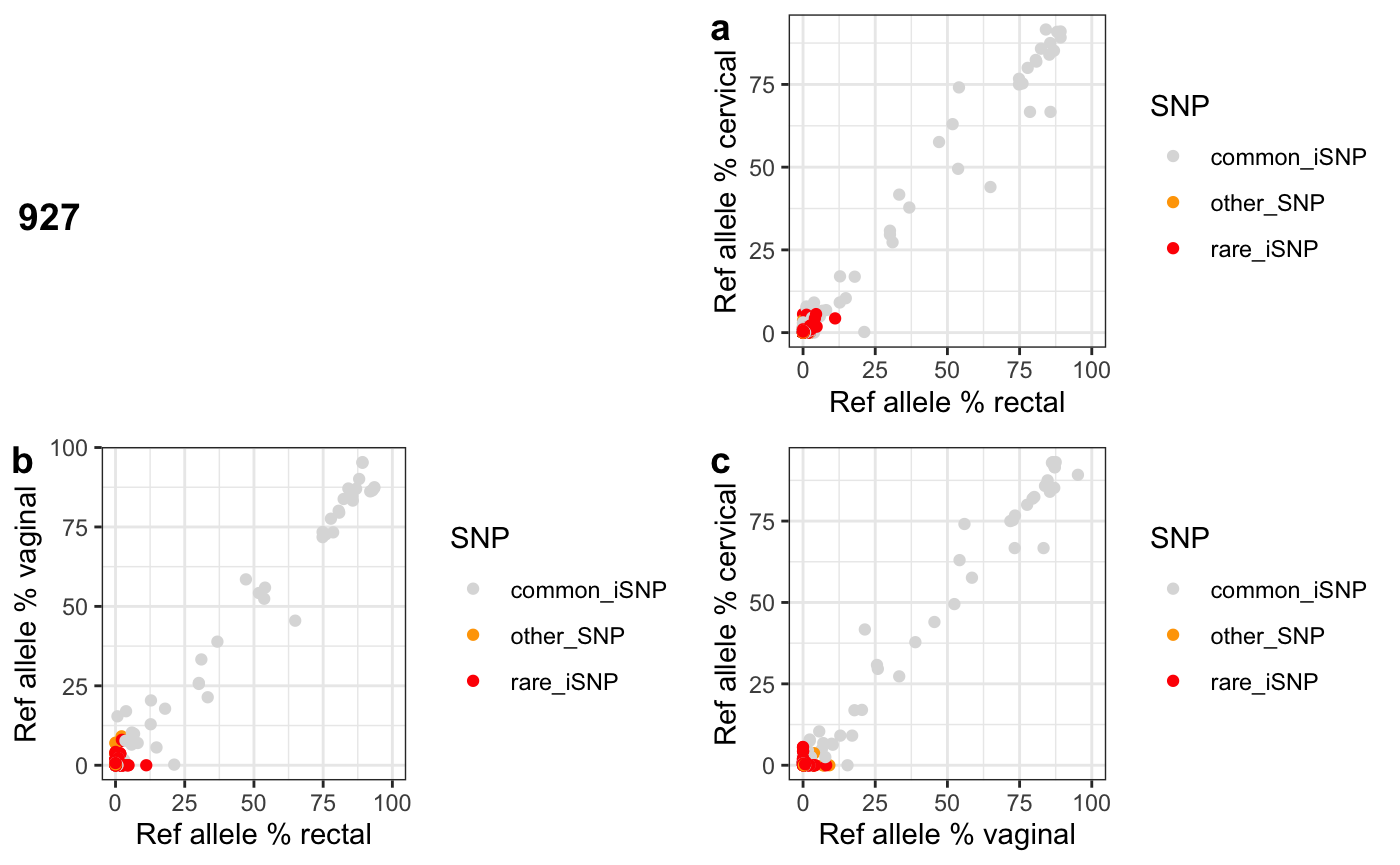 927
a
Ref allele % cervical
75
50
25
0
0 25 50 75 100
Ref allele % rectal
SNP
common_iSNP
other_SNP
rare_iSNP
b
Ref allele % vaginal
100
75
50
25
0
0 25 50 75 100
Ref allele % rectal
SNP
common_iSNP
other_SNP
rare_iSNP
c
Ref allele % cervical
75
50
25
0
0 25 50 75 100
Ref allele % vaginal
SNP
common_iSNP
other_SNP
rare_iSNP